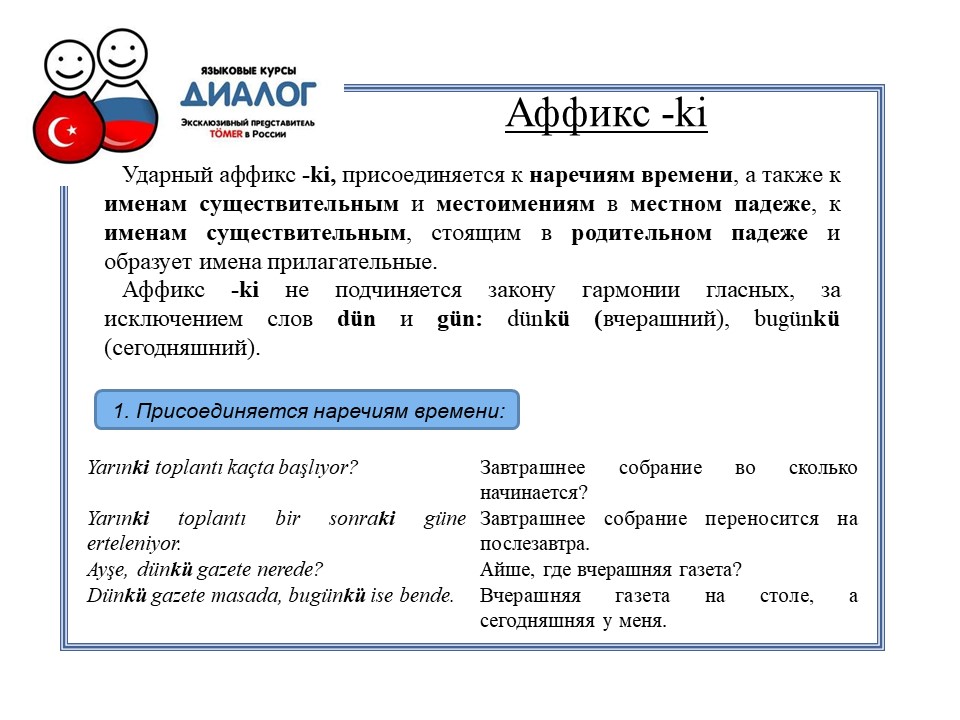 ЯЗЫКОВЫЕ КУРСЫ
ДИАЛОГ
Эксклюзивный представитель
TÖMER в России
Аффикс -ki
Ударный аффикс -ki, присоединяется к наречиям времени, а также к
именам существительным и местоимениям в местном падеже, к
именам существительным, стоящим в родительном падеже и
образует имена прилагательные.
Аффикс -ki не подчиняется закону гармонии гласных, за
исключением слов dün и gün: dünkü (вчерашний), bugünkü
(сегодняшний).
1. Присоединяется наречиям времени:
Yarınki toplantı kaçta başlıyor?
Завтрашнее собрание во сколько
начинается?
Yarınki toplantı bir sonraki güne
erteleniyor.
Завтрашнее собрание переносится на
послезавтра.
Ayşe, dünkü gazete nerede?
Айше, где вчерашняя газета?
Dünkü gazete masada, bugünkü ise bende.
Вчерашняя газета на столе, а
сегодняшняя у меня.